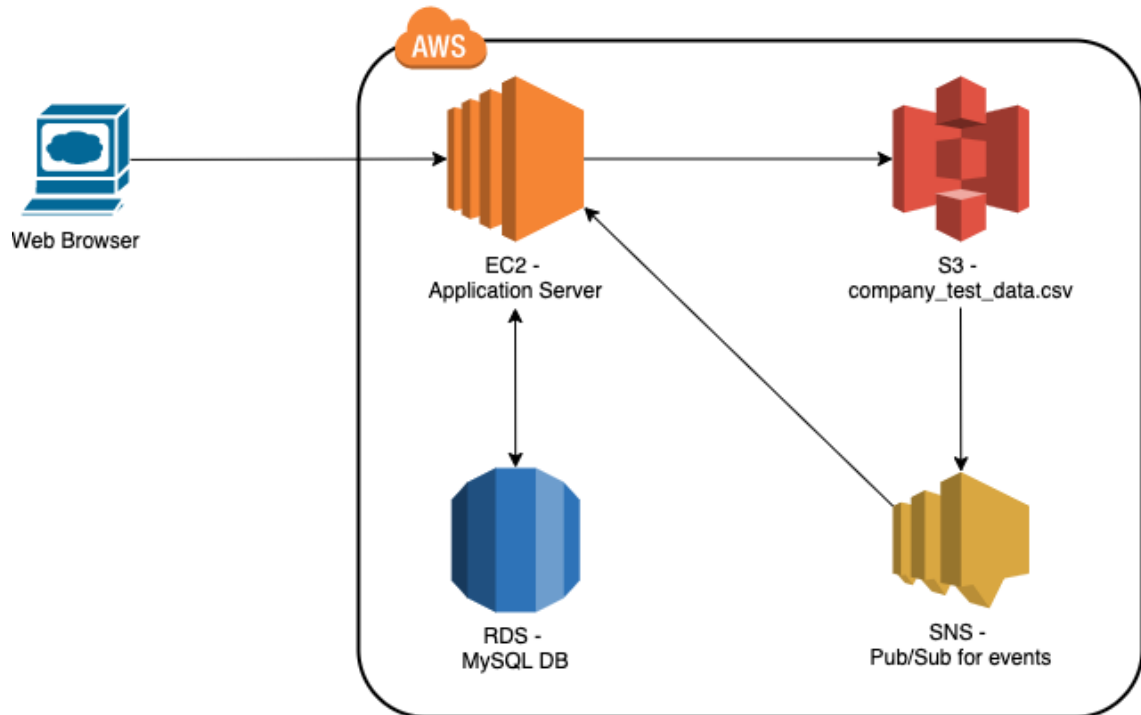 AWS
Web Browser
EC2 -
Application Server
S3 -
company_test_data.csv
RDS -
MySQL DB
SNS -
Pub/Sub for events